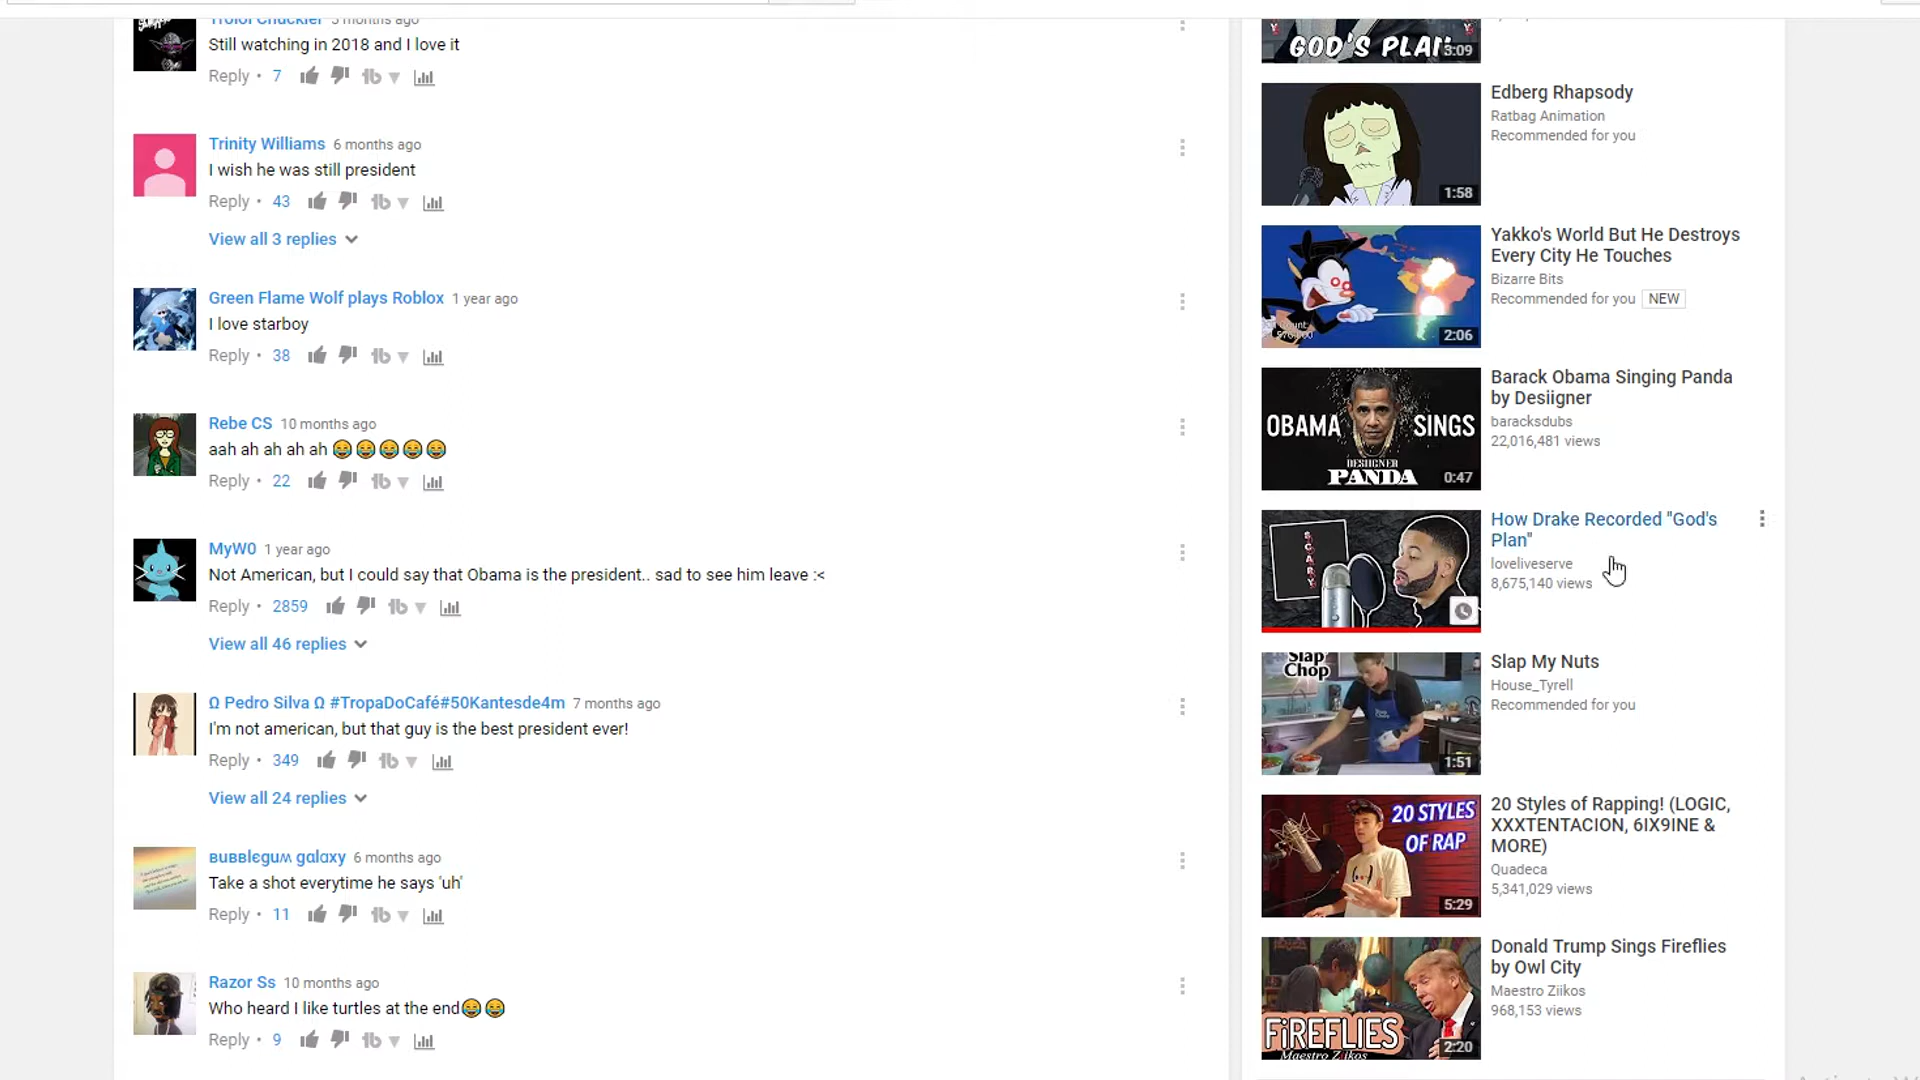 Trolol Chuckler 5 months ago
Still watching in 2018 and I love it
Reply • 7
Trinity Williams 6 months ago
I wish he was still president
Reply • 43
View all 3 replies
Green Flame Wolf plays Roblox 1 year ago
I love starboy
Reply • 38
Rebe CS 10 months ago
aah ah ah ah ah 😂😂😂😂😂
Reply • 22
MyW0 1 year ago
Not American, but I could say that Obama is the president.. sad to see him leave :<
Reply • 2859
View all 46 replies
Ω Pedro Silva Ω #TropaDoCafé#50Kantesde4m 7 months ago
I'm not american, but that guy is the best president ever!
Reply • 349
View all 24 replies
ʙuʙʙlєguʍ gαlαxy 6 months ago
Take a shot everytime he says 'uh'
Reply • 11
Razor Ss 10 months ago
Who heard I like turtles at the end😂😂
Reply • 9
GOD'S PLAN
3:09
Edberg Rhapsody
Ratbag Animation
Recommended for you
1:58
Yakko's World But He Destroys
Every City He Touches
Bizarre Bits
Recommended for you NEW
2:06
Barack Obama Singing Panda
by Desiigner
baracksdubs
22,016,481 views
OBAMA SINGS
DESIIGNER
PANDA
0:47
How Drake Recorded "God's
Plan"
loveliveserve
8,675,140 views
SCARY
Slap My Nuts
House_Tyrell
Recommended for you
Slap
Chop
1:51
20 Styles of Rapping! (LOGIC,
XXXTENTACION, 6IX9INE &
MORE)
Quadeca
5,341,029 views
20 STYLES
OF RAP
5:29
Donald Trump Sings Fireflies
by Owl City
Maestro Ziikos
968,153 views
FiREFLiES
Maestro Ziikos
2:20